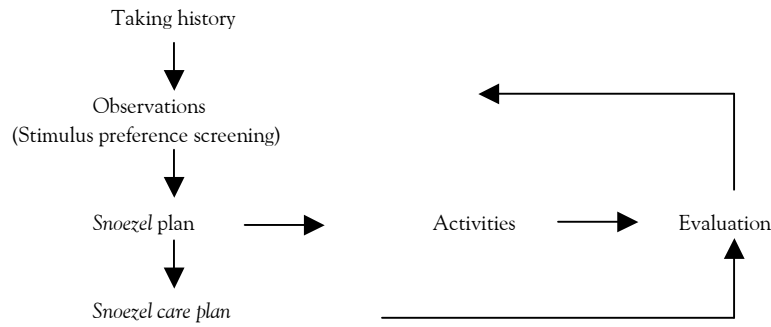 Taking history
Observations
(Stimulus preference screening)
Snoezel plan
Activities
Evaluation
Snoezel care plan